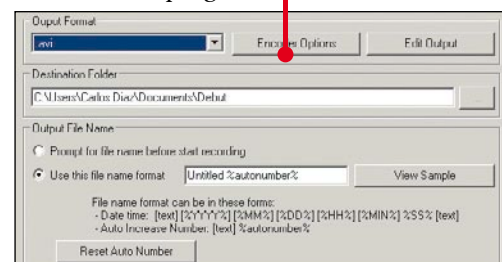 Ouput Format
.avi
Encoder Options
Edit Output
Destination Folder
C:\Users\Carlos Diaz\Documents\Debut
...
Output File Name
Prompt for file name before start recording
Use this file name format
Untitled %autonumber%
View Sample
File name format can be in these forms:
- Date time: [text] [%YYYY%] [%MM%] [%DD%] [%HH%] [%MIN%] %SS% [text]
- Auto Increase Number: [text] %autonumber%
Reset Auto Number